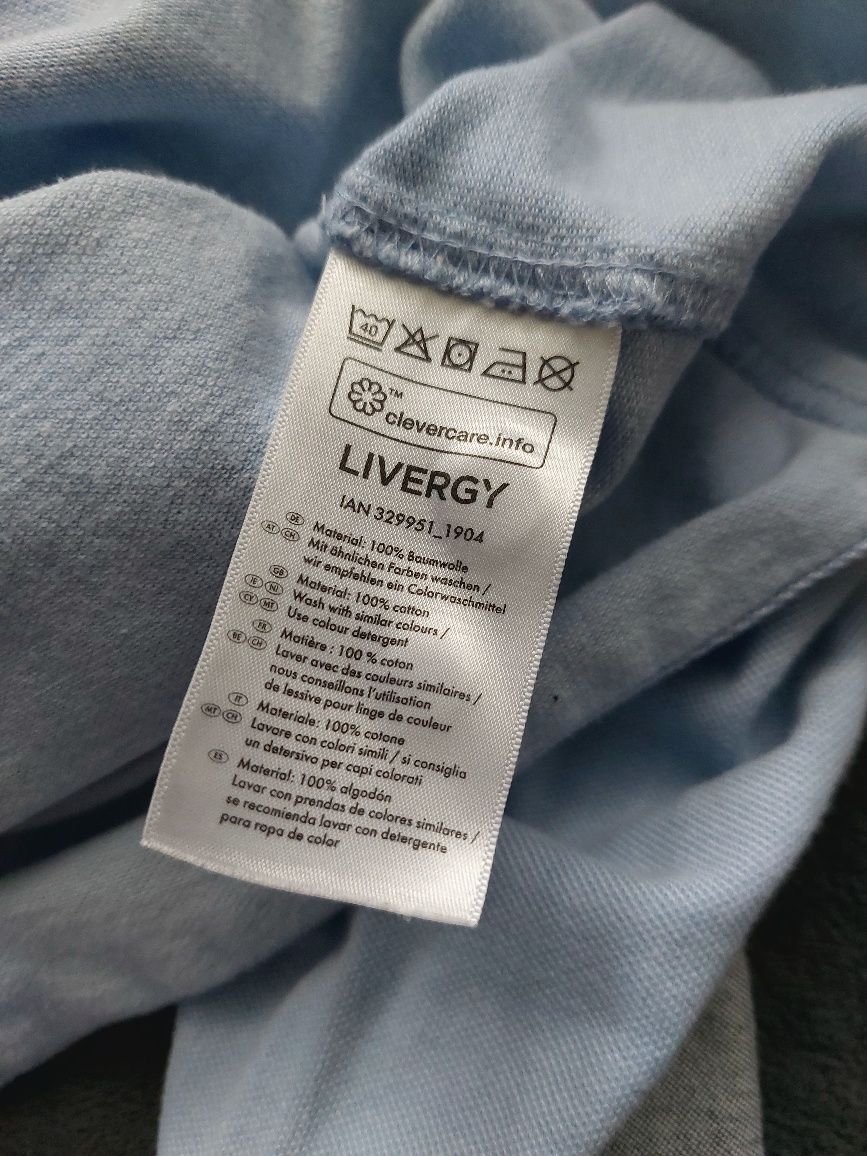 40
TM
clevercare.info
LIVERGY
IAN 329951_1904
DE AT CH Material: 100% Baumwolle
Mit ähnlichen Farben waschen /
wir empfehlen ein Colorwaschmittel
GB IE NI CY MT Material: 100% cotton
Wash with similar colours /
Use colour detergent
FR BE CH Matière : 100 % coton
Laver avec des couleurs similaires /
nous conseillons l'utilisation
de lessive pour linge de couleur
IT MT CH Materiale: 100% cotone
Lavare con colori simili / si consiglia
un detersivo per capi colorati
ES Material: 100% algodón
Lavar con prendas de colores similares /
se recomienda lavar con detergente
para ropa de color